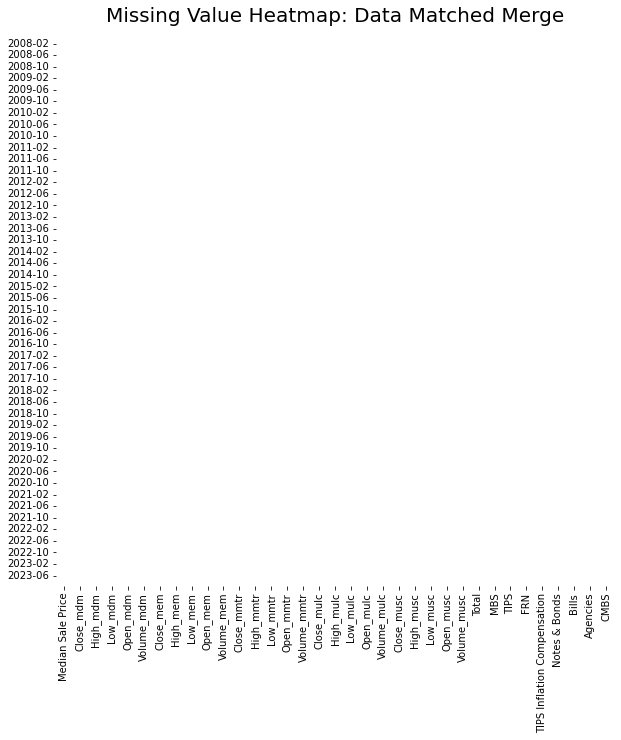 Missing Value Heatmap: Data Matched Merge
2008-02
2008-06
2008-10
2009-02
2009-06
2009-10
2010-02
2010-06
2010-10
2011-02
2011-06
2011-10
2012-02
2012-06
2012-10
2013-02
2013-06
2013-10
2014-02
2014-06
2014-10
2015-02
2015-06
2015-10
2016-02
2016-06
2016-10
2017-02
2017-06
2017-10
2018-02
2018-06
2018-10
2019-02
2019-06
2019-10
2020-02
2020-06
2020-10
2021-02
2021-06
2021-10
2022-02
2022-06
2022-10
2023-02
2023-06
Median Sale Price
Close_mdm
High_mdm
Low_mdm
Open_mdm
Volume_mdm
Close_mem
High_mem
Low_mem
Open_mem
Volume_mem
Close_mmtr
High_mmtr
Low_mmtr
Open_mmtr
Volume_mmtr
Close_mulc
High_mulc
Low_mulc
Open_mulc
Volume_mulc
Close_musc
High_musc
Low_musc
Open_musc
Volume_musc
Total
MBS
TIPS
FRN
TIPS Inflation Compensation
Notes & Bonds
Bills
Agencies
CMBS